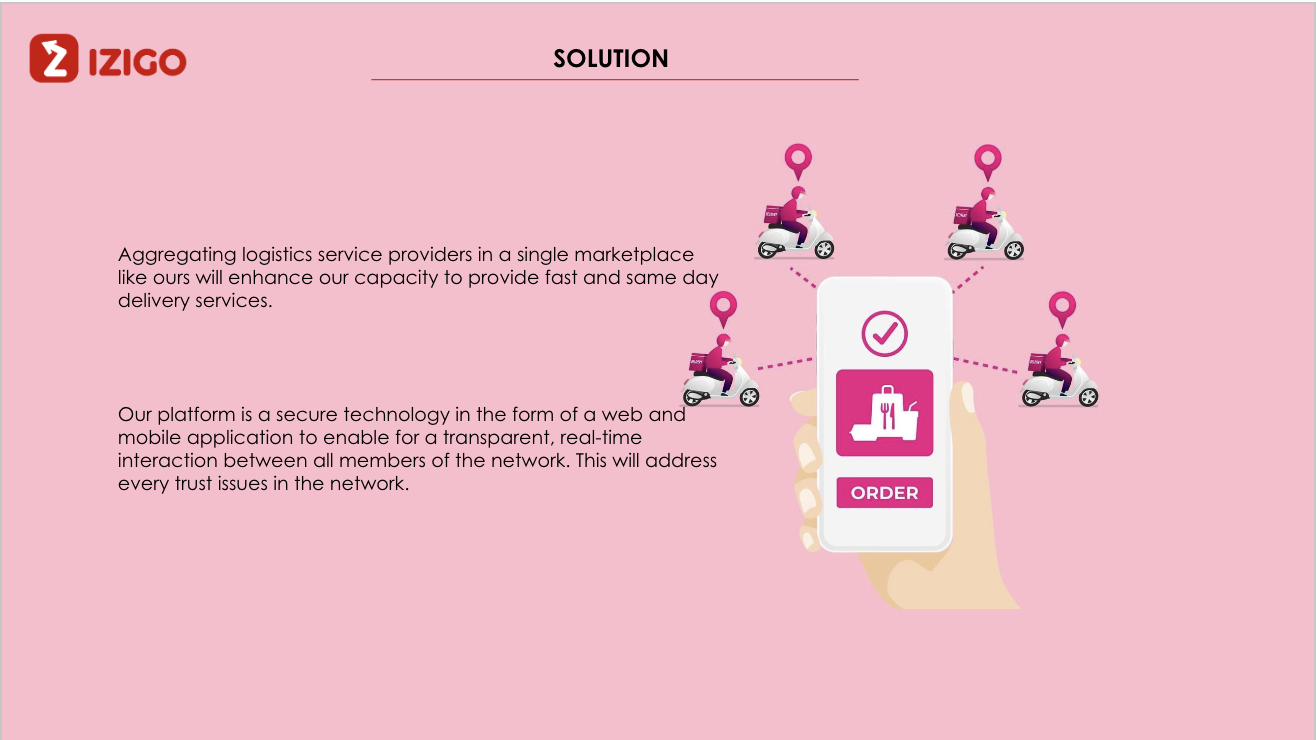 IZIGO
SOLUTION
Aggregating logistics service providers in a single marketplace
like ours will enhance our capacity to provide fast and same day
delivery services.
Our platform is a secure technology in the form of a web and
mobile application to enable for a transparent, real-time
interaction between all members of the network. This will address
every trust issues in the network.
ORDER